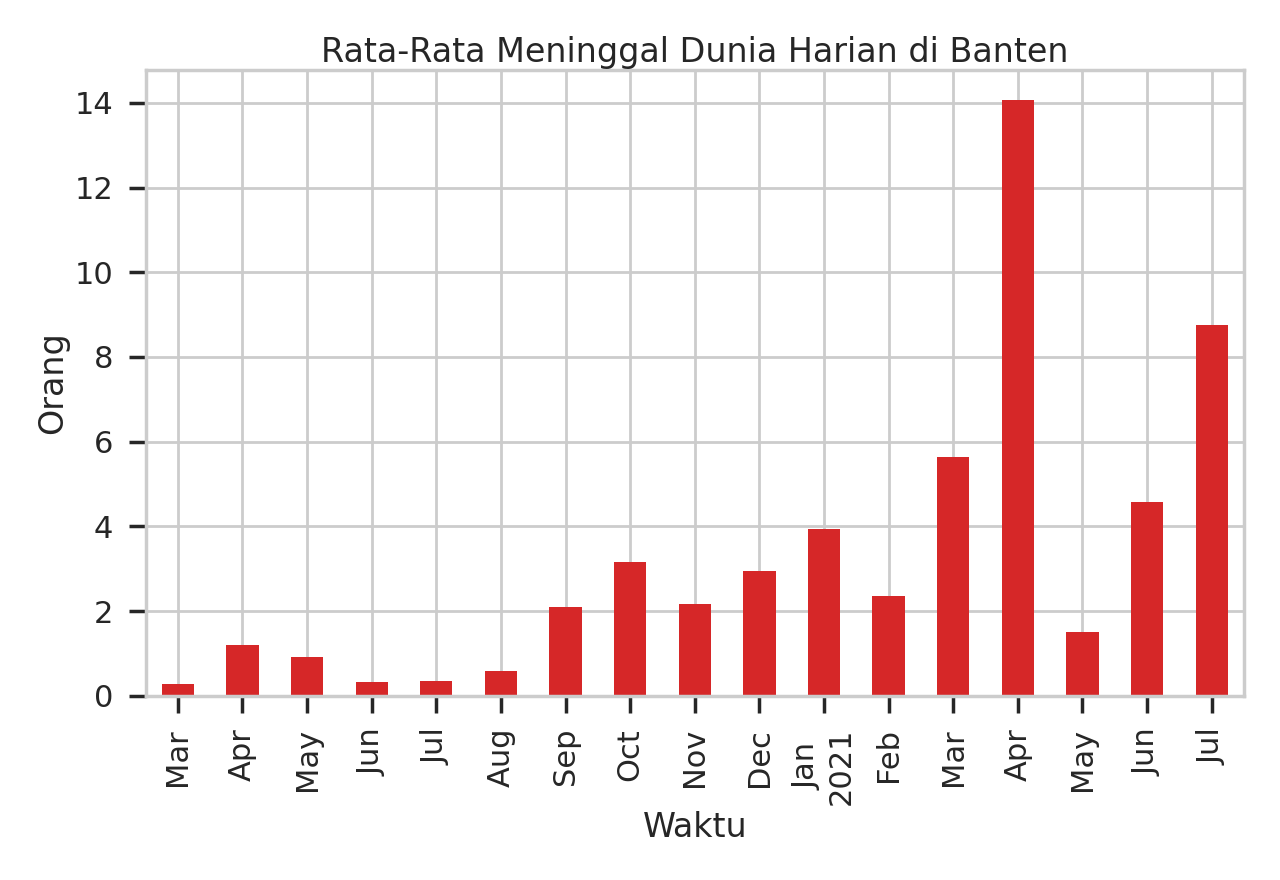 Rata-Rata Meninggal Dunia Harian di Banten
14
12
10
8
6
4
2
0
Orang
Mar
Apr
May
Jun
Jul
Aug
Sep
Oct
Nov
Dec
Jan
2021
Feb
Mar
Apr
May
Jun
Jul
Waktu